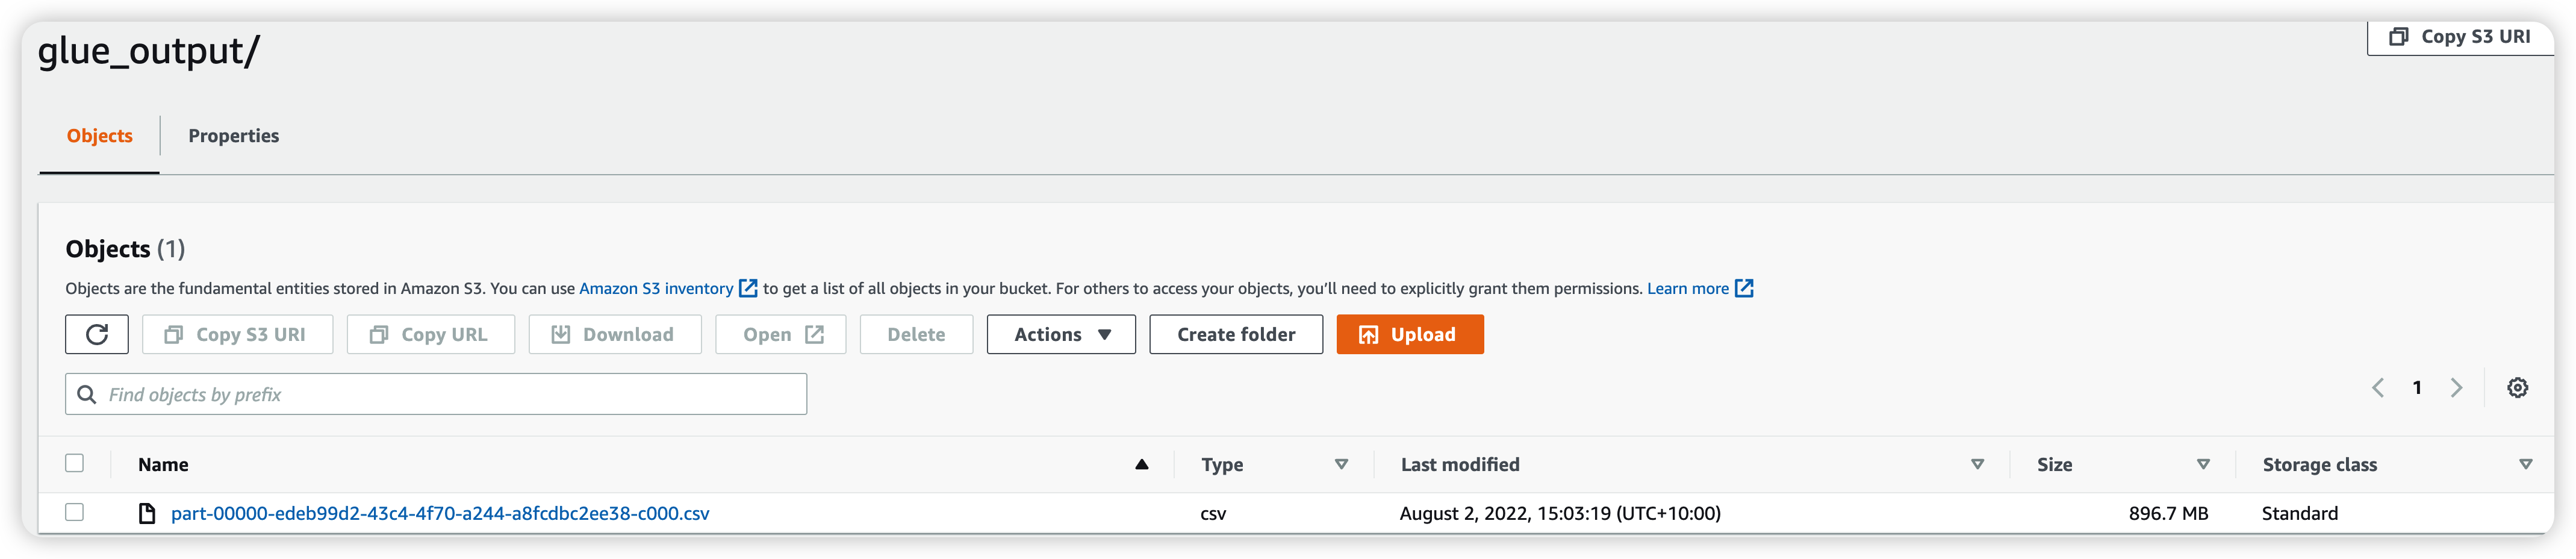 glue_output/
Copy S3 URI
Objects
Properties
Objects (1)
Objects are the fundamental entities stored in Amazon S3. You can use Amazon S3 inventory to get a list of all objects in your bucket. For others to access your objects, you’ll need to explicitly grant them permissions. Learn more
Copy S3 URI Copy URL Download Open Delete Actions Create folder Upload
Find objects by prefix
1
Name Type Last modified Size Storage class
part-00000-edeb99d2-43c4-4f70-a244-a8fcdbc2ee38-c000.csv csv August 2, 2022, 15:03:19 (UTC+10:00) 896.7 MB Standard